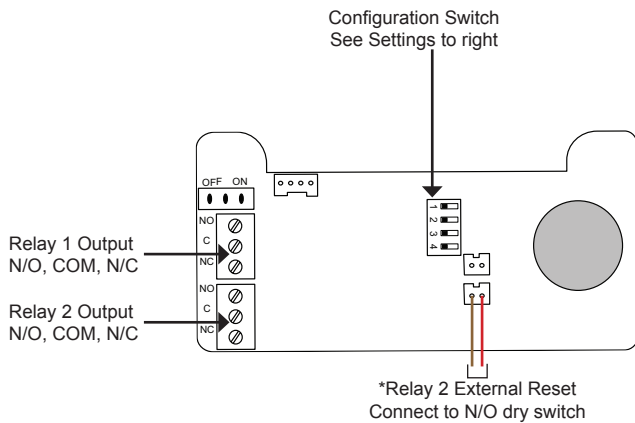 Configuration Switch
See Settings to right
OFF ON
NO
C
NC
Relay 1 Output
N/O, COM, N/C
NO
C
NC
Relay 2 Output
N/O, COM, N/C
1
2
3
4
*Relay 2 External Reset
Connect to N/O dry switch